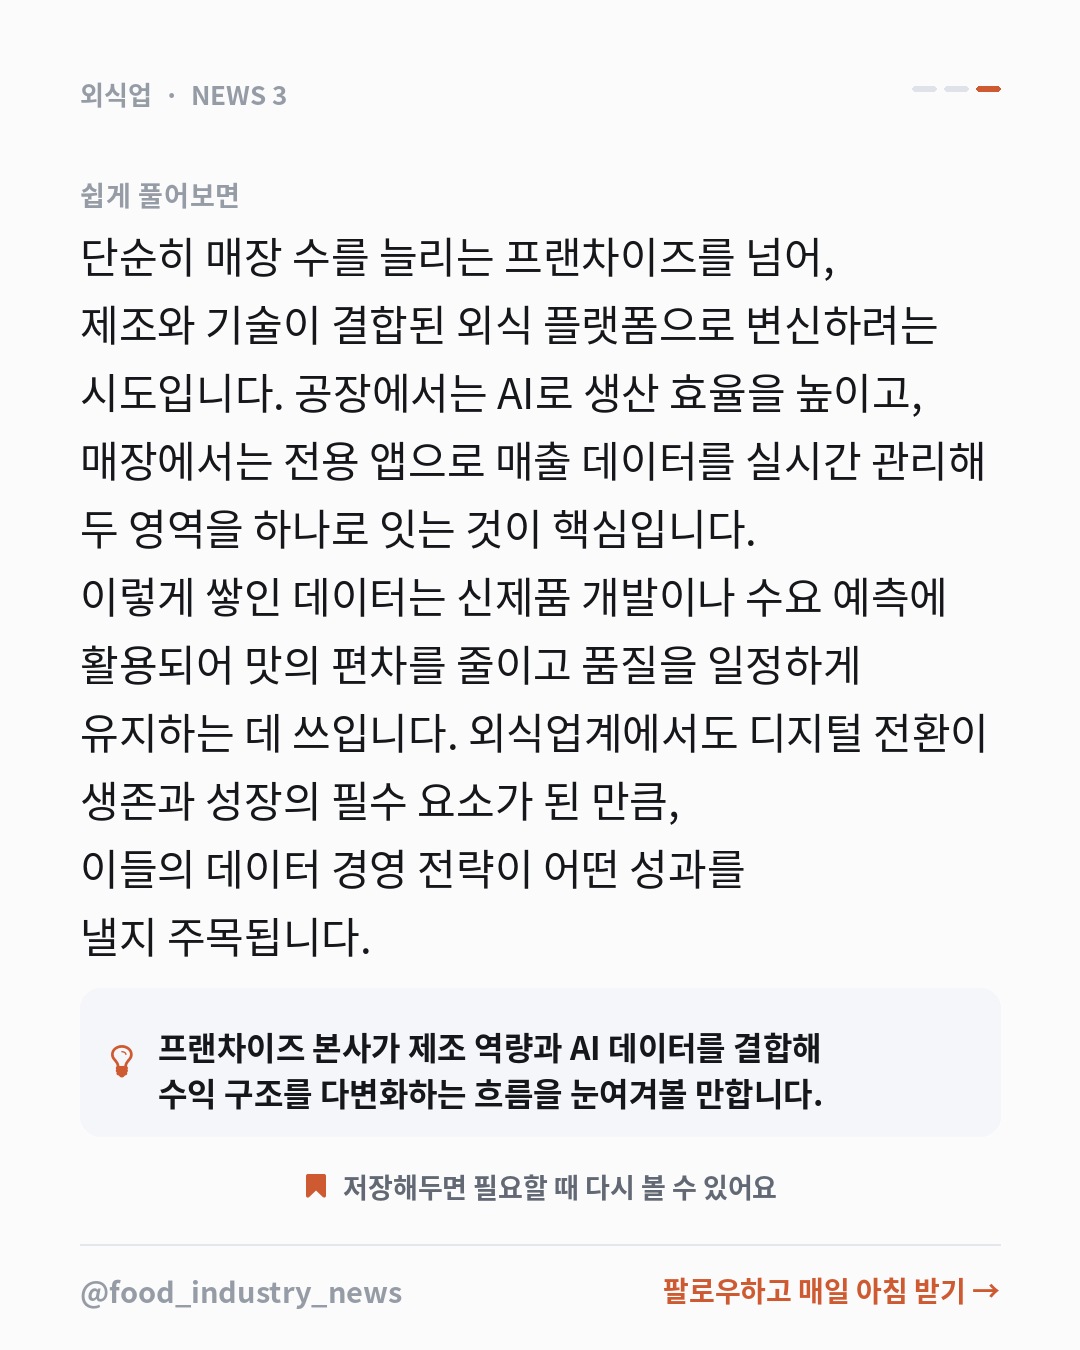 외식업 · NEWS 3
쉽게 풀어보면
단순히 매장 수를 늘리는 프랜차이즈를 넘어,
제조와 기술이 결합된 외식 플랫폼으로 변신하려는
시도입니다. 공장에서는 AI로 생산 효율을 높이고,
매장에서는 전용 앱으로 매출 데이터를 실시간 관리해
두 영역을 하나로 잇는 것이 핵심입니다.
이렇게 쌓인 데이터는 신제품 개발이나 수요 예측에
활용되어 맛의 편차를 줄이고 품질을 일정하게
유지하는 데 쓰입니다. 외식업계에서도 디지털 전환이
생존과 성장의 필수 요소가 된 만큼,
이들의 데이터 경영 전략이 어떤 성과를
낼지 주목됩니다.
프랜차이즈 본사가 제조 역량과 AI 데이터를 결합해
수익 구조를 다변화하는 흐름을 눈여겨볼 만합니다.
저장해두면 필요할 때 다시 볼 수 있어요
@food_industry_news
팔로우하고 매일 아침 받기 →